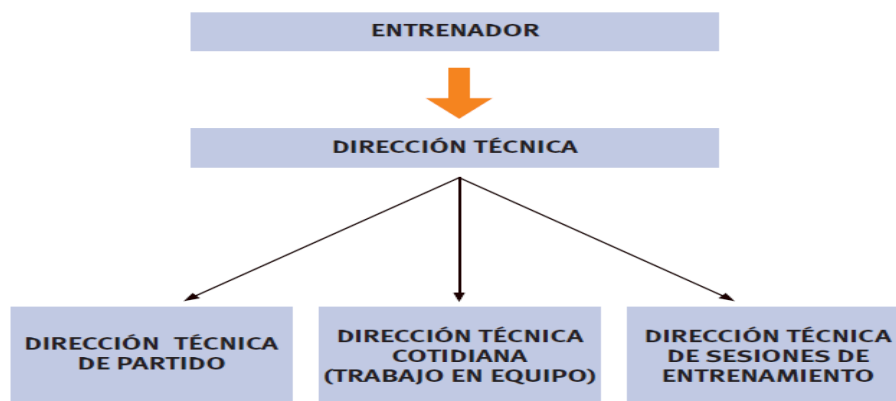 ENTRENADOR
DIRECCIÓN TÉCNICA
DIRECCIÓN TÉCNICA
DE PARTIDO
DIRECCIÓN TÉCNICA
COTIDIANA
(TRABAJO EN EQUIPO)
DIRECCIÓN TÉCNICA
DE SESIONES DE
ENTRENAMIENTO